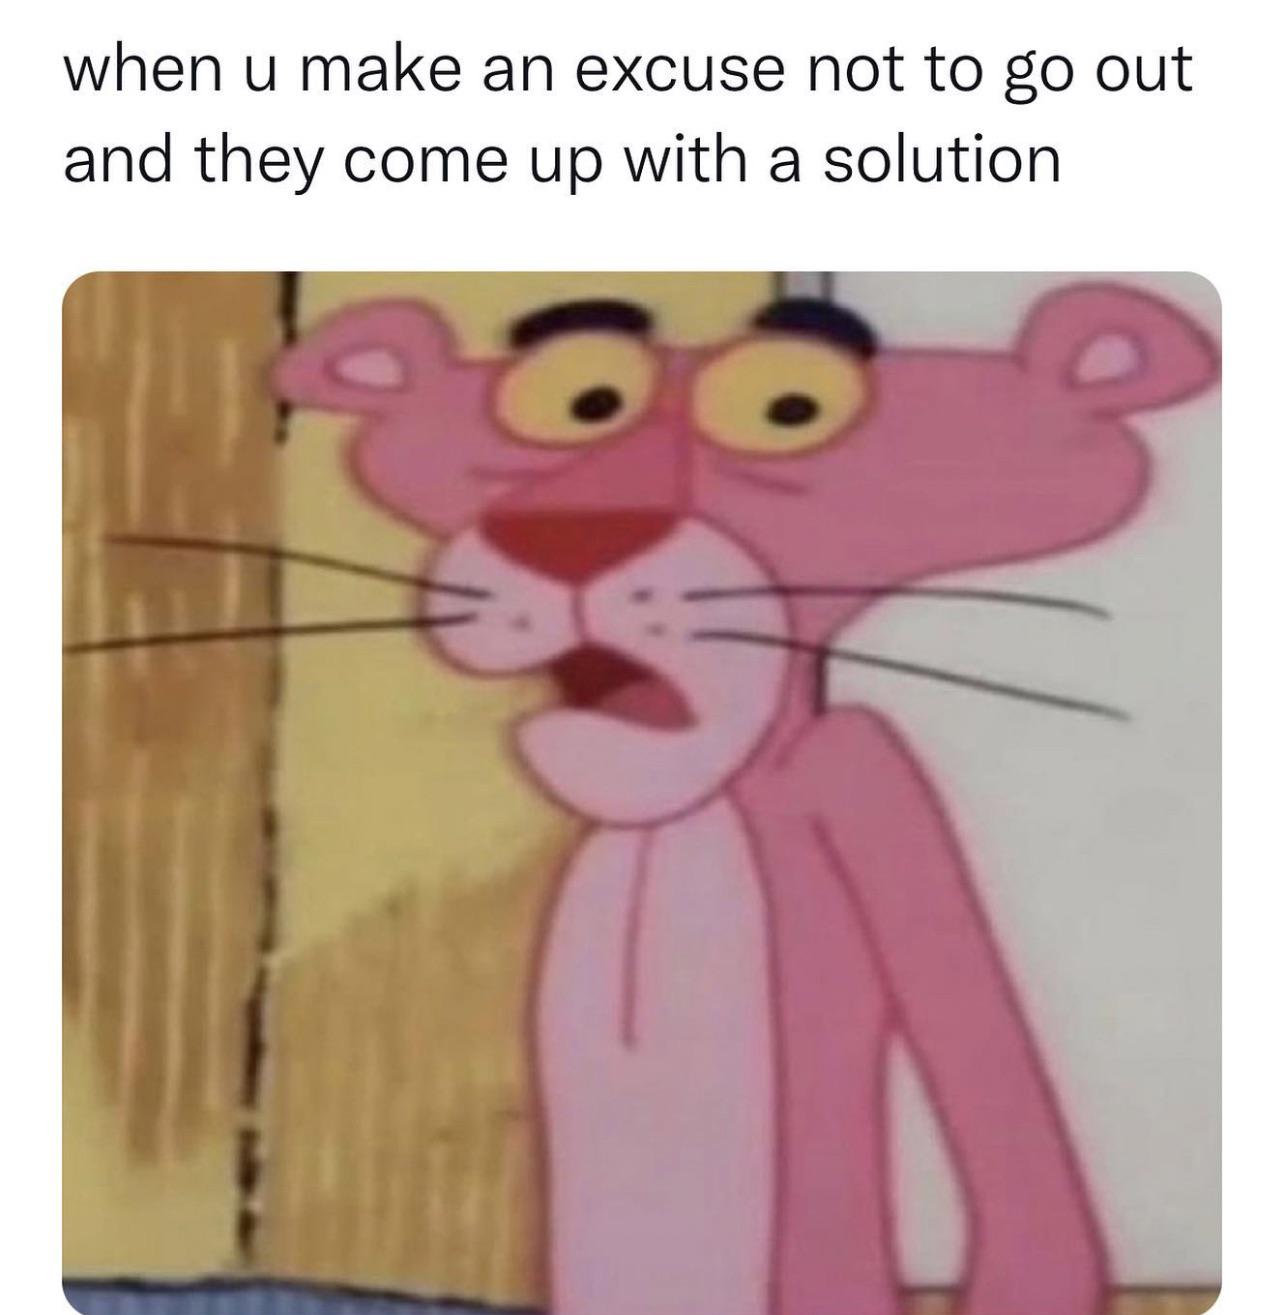 when u make an excuse not to go out
and they come up with a solution